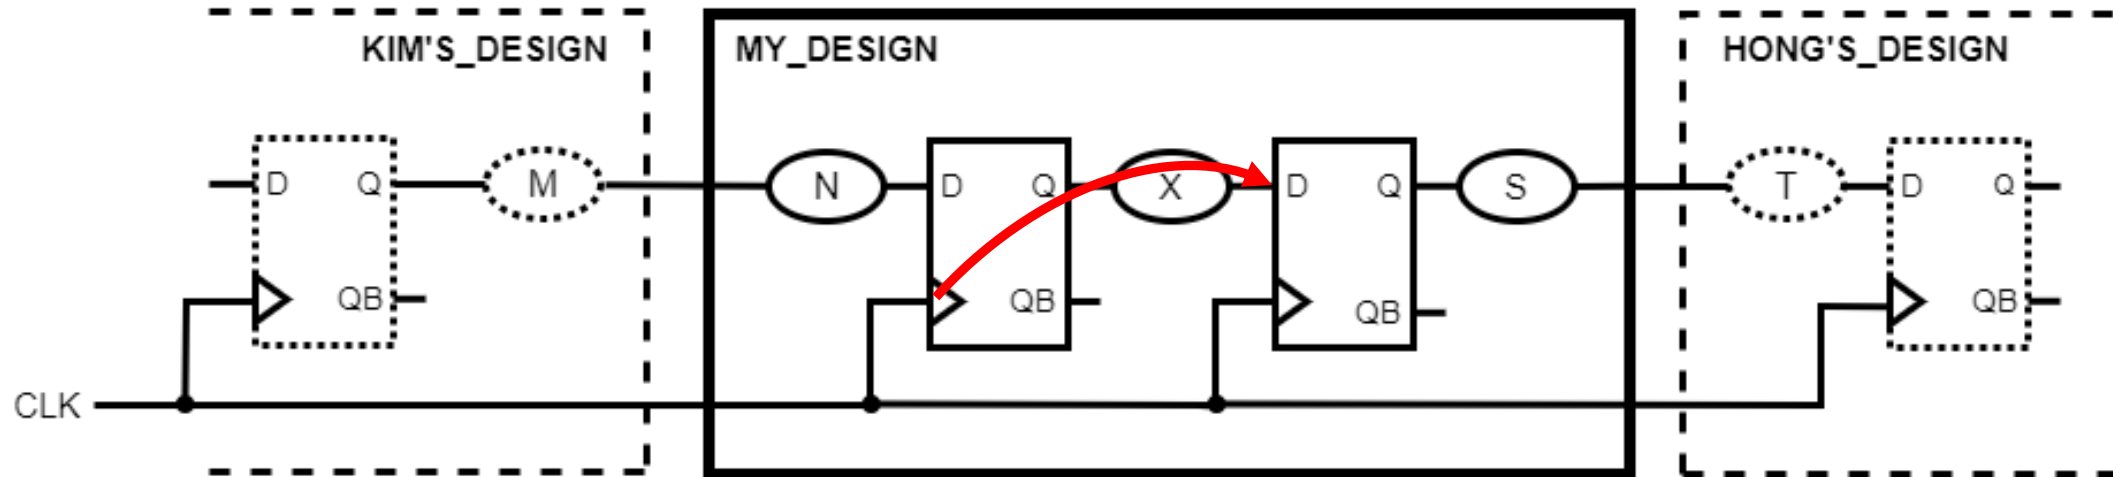 KIM'S_DESIGN
MY_DESIGN
HONG'S_DESIGN
D Q M N D Q X D Q S T D Q
QB QB QB QB
CLK